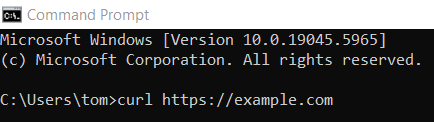 Command Prompt
Microsoft Windows [Version 10.0.19045.5965]
(c) Microsoft Corporation. All rights reserved.
C:\Users\tom>curl https://example.com